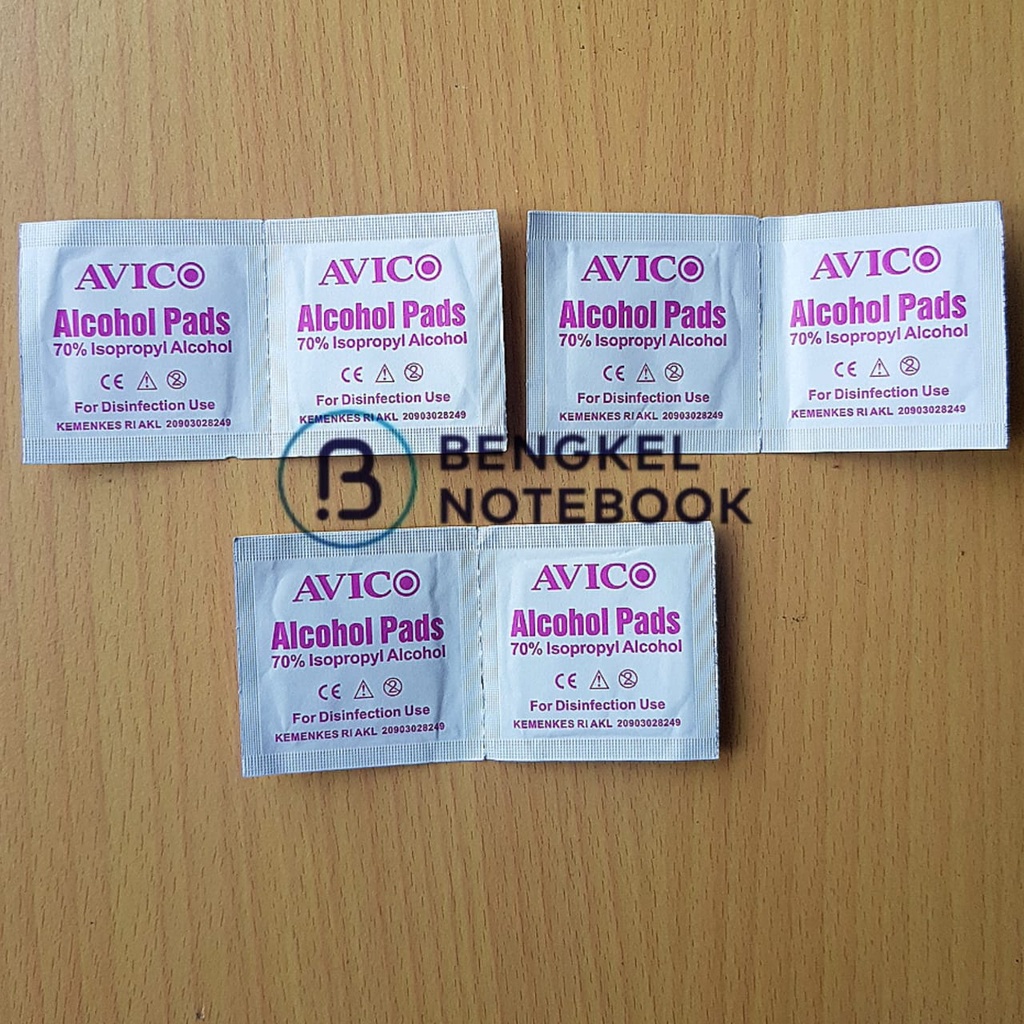 AVICO
Alcohol Pads
70% Isopropyl Alcohol
CE
For Disinfection Use
KEMENKES RI AKL 20903028249
AVICO
Alcohol Pads
70% Isopropyl Alcohol
CE
For Disinfection Use
KEMENKES RI AKL 20903028249
AVICO
Alcohol Pads
70% Isopropyl Alcohol
CE
For Disinfection Use
KEMENKES RI AKL 20903028249
AVICO
Alcohol Pads
70% Isopropyl Alcohol
CE
For Disinfection Use
KEMENKES RI AKL 20903028249
BENGKEL
NOTEBOOK
AVICO
Alcohol Pads
70% Isopropyl Alcohol
CE
For Disinfection Use
KEMENKES RI AKL 20903028249
AVICO
Alcohol Pads
70% Isopropyl Alcohol
CE
For Disinfection Use
KEMENKES RI AKL 20903028249